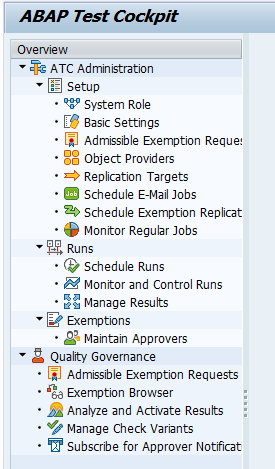 ABAP Test Cockpit
Overview
ATC Administration
Setup
System Role
Basic Settings
Admissible Exemption Reque
Object Providers
Replication Targets
Job Schedule E-Mail Jobs
Schedule Exemption Replicat
Monitor Regular Jobs
Runs
Schedule Runs
Monitor and Control Runs
Manage Results
Exemptions
Maintain Approvers
Quality Governance
Admissible Exemption Requests
Exemption Browser
Analyze and Activate Results
Manage Check Variants
Subscribe for Approver Notificat